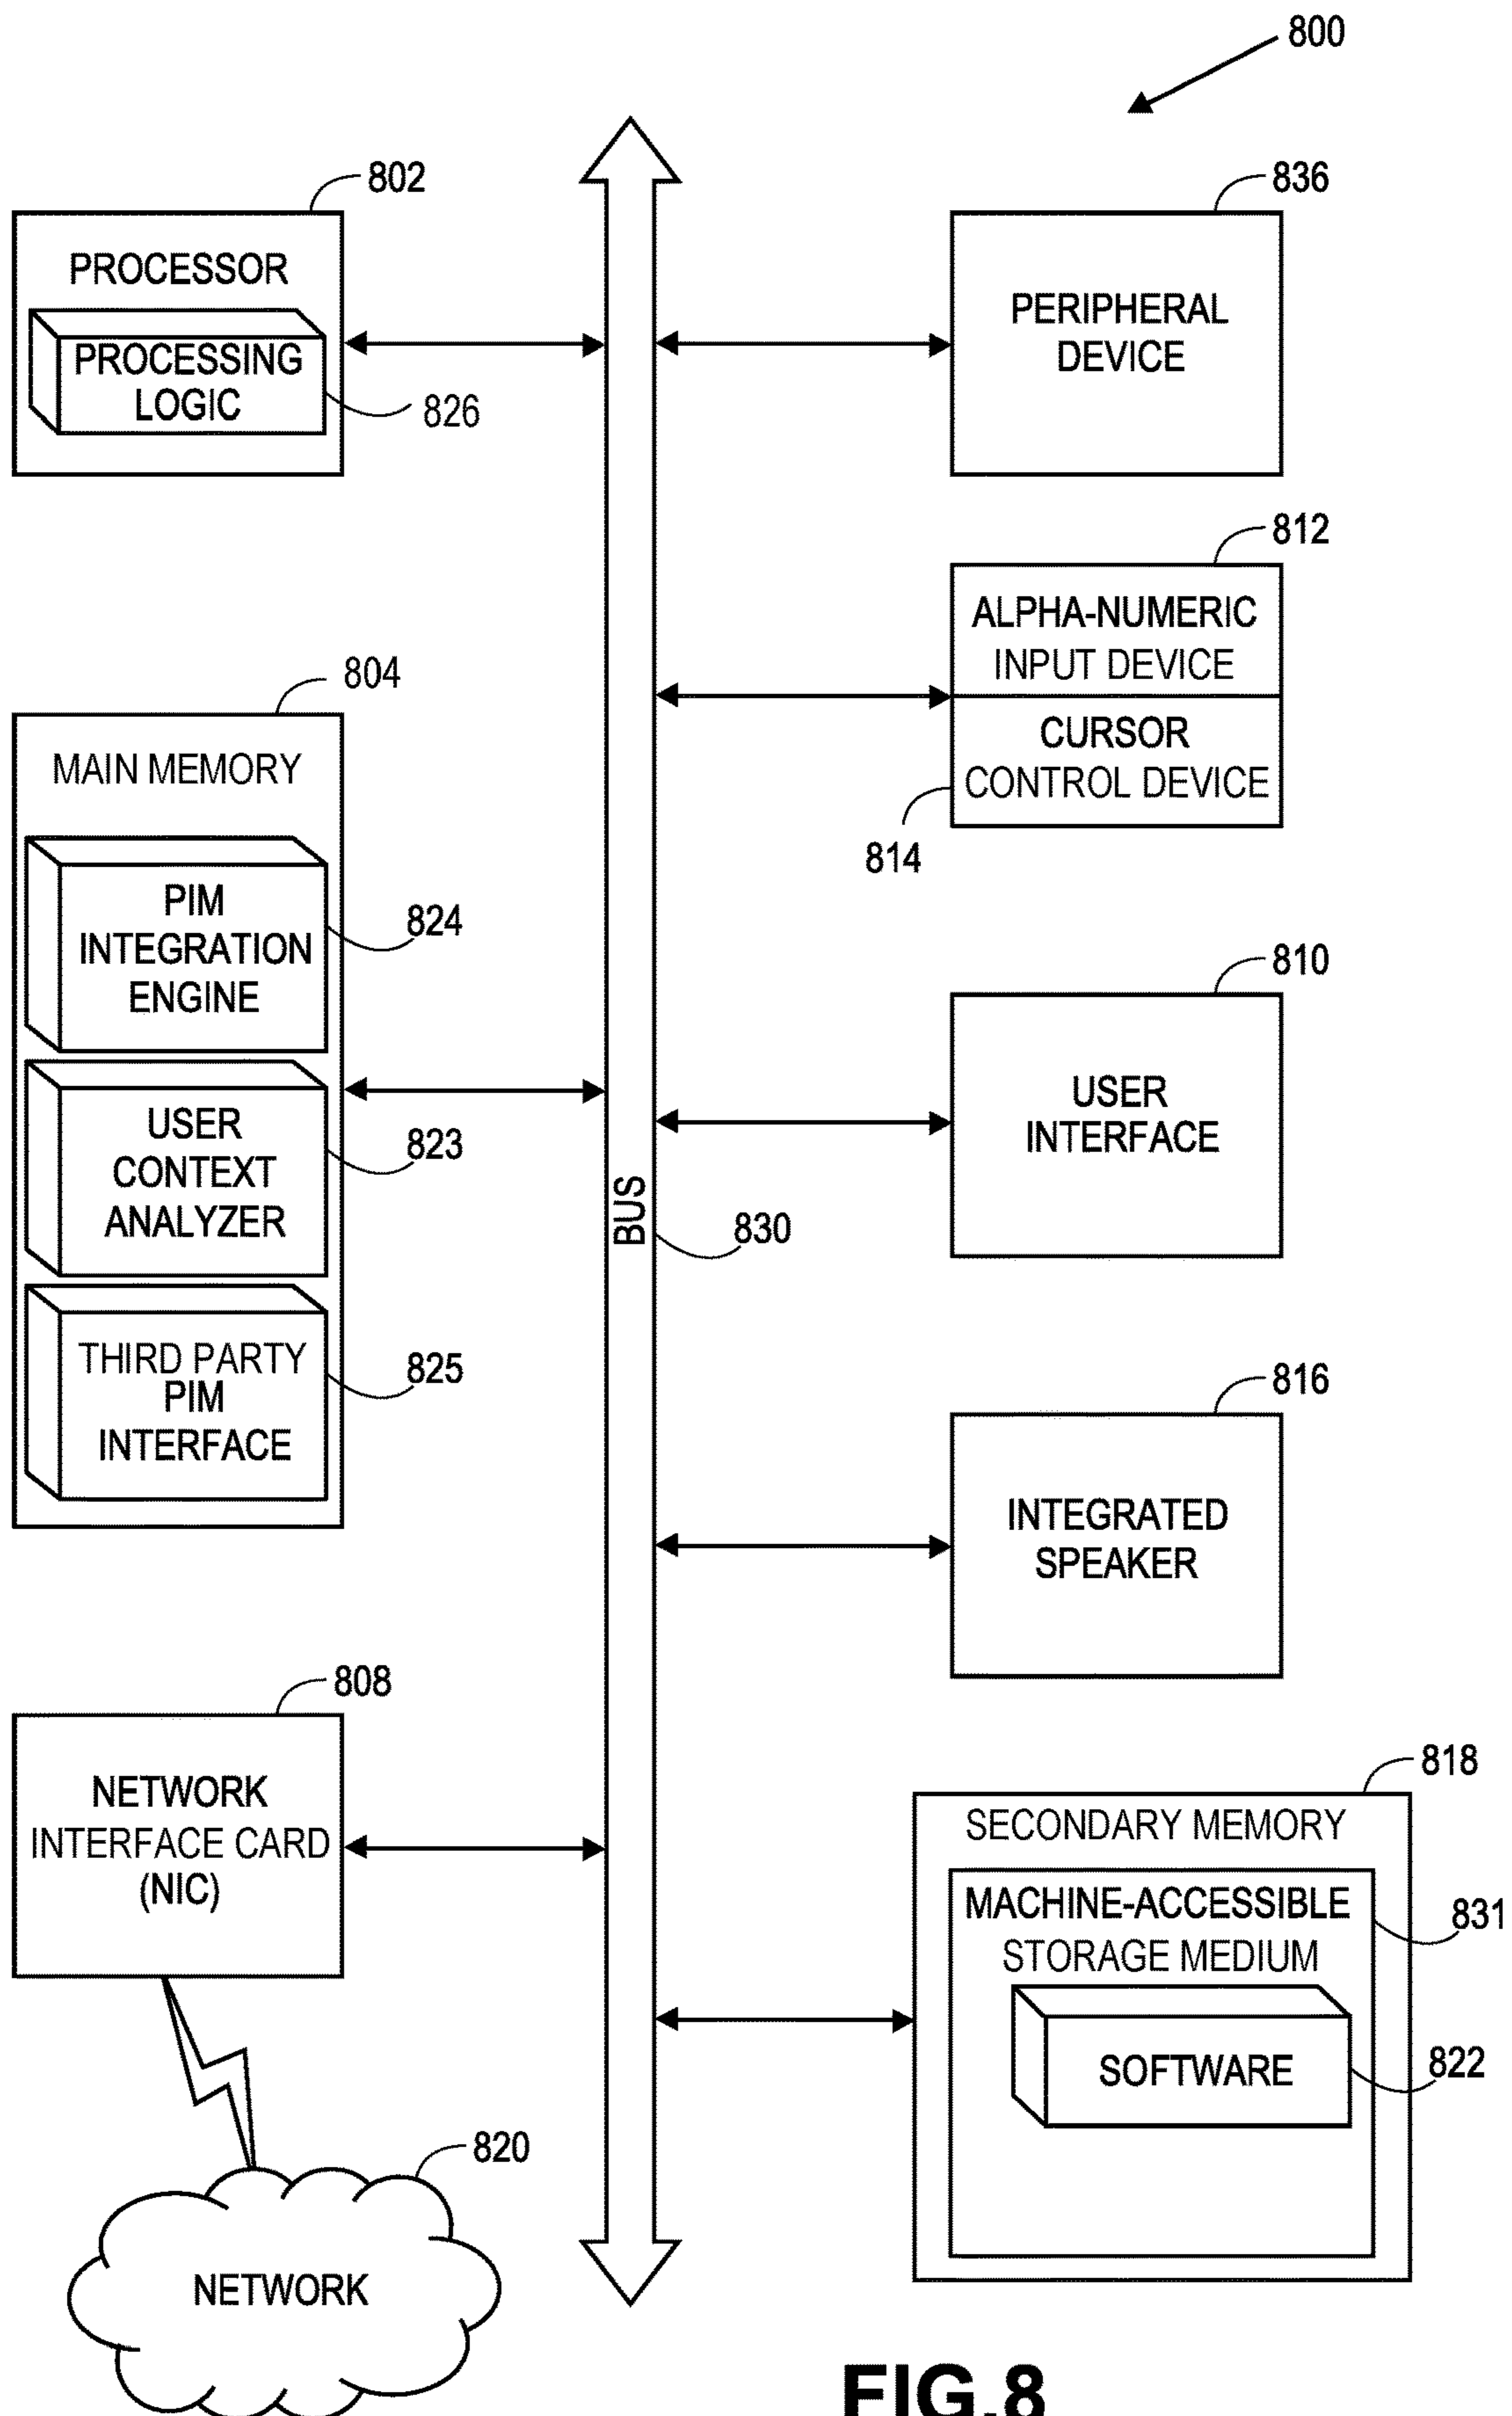 800
802
PROCESSOR
PROCESSING
LOGIC
826
804
MAIN MEMORY
PIM
INTEGRATION
ENGINE
824
USER
CONTEXT
ANALYZER
823
THIRD PARTY
PIM
INTERFACE
825
808
NETWORK
INTERFACE CARD
(NIC)
820
NETWORK
BUS
830
836
PERIPHERAL
DEVICE
812
ALPHA-NUMERIC
INPUT DEVICE
CURSOR
CONTROL DEVICE
814
810
USER
INTERFACE
816
INTEGRATED
SPEAKER
818
SECONDARY MEMORY
MACHINE-ACCESSIBLE
STORAGE MEDIUM
831
SOFTWARE
822
FIG.8